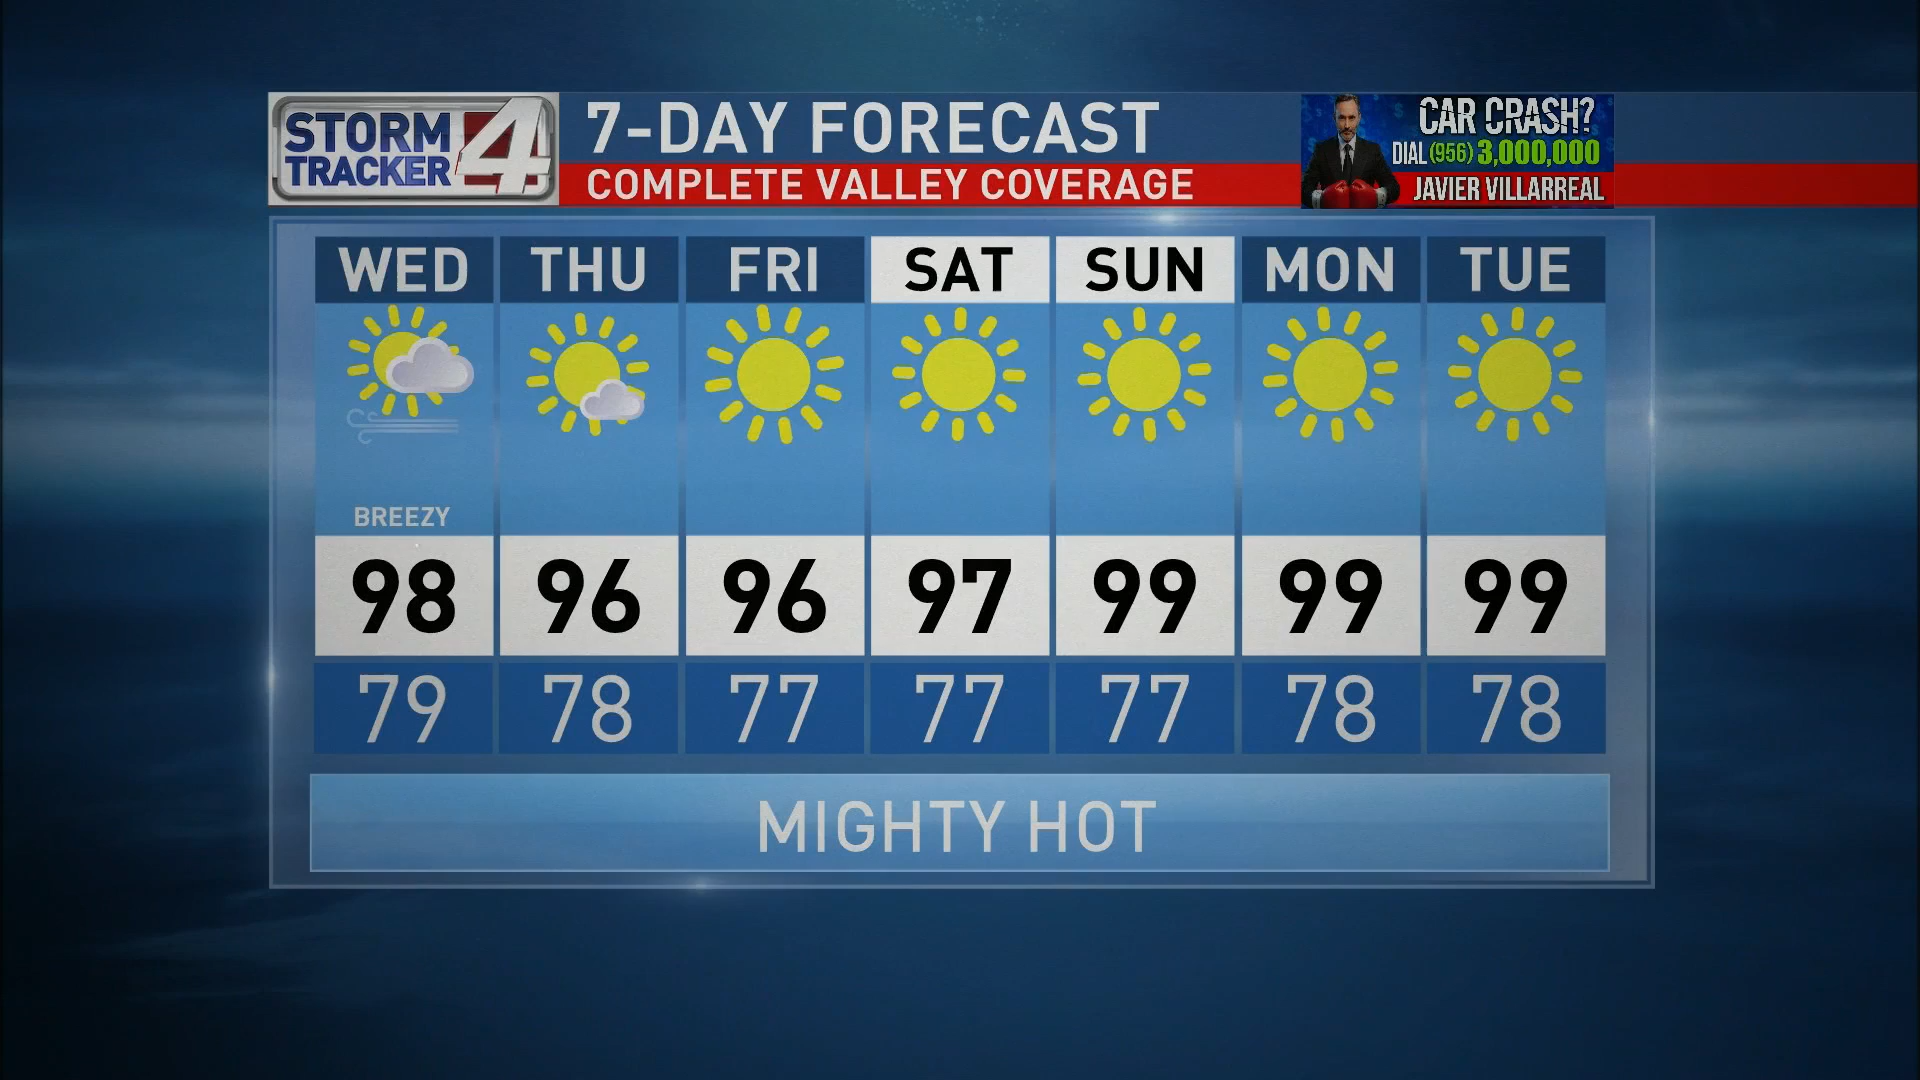 STORM TRACKER 4
7-DAY FORECAST
COMPLETE VALLEY COVERAGE
CAR CRASH?
DIAL (956) 3,000,000
JAVIER VILLARREAL
WED THU FRI SAT SUN MON TUE
BREEZY
98 96 96 97 99 99 99
79 78 77 77 77 78 78
MIGHTY HOT